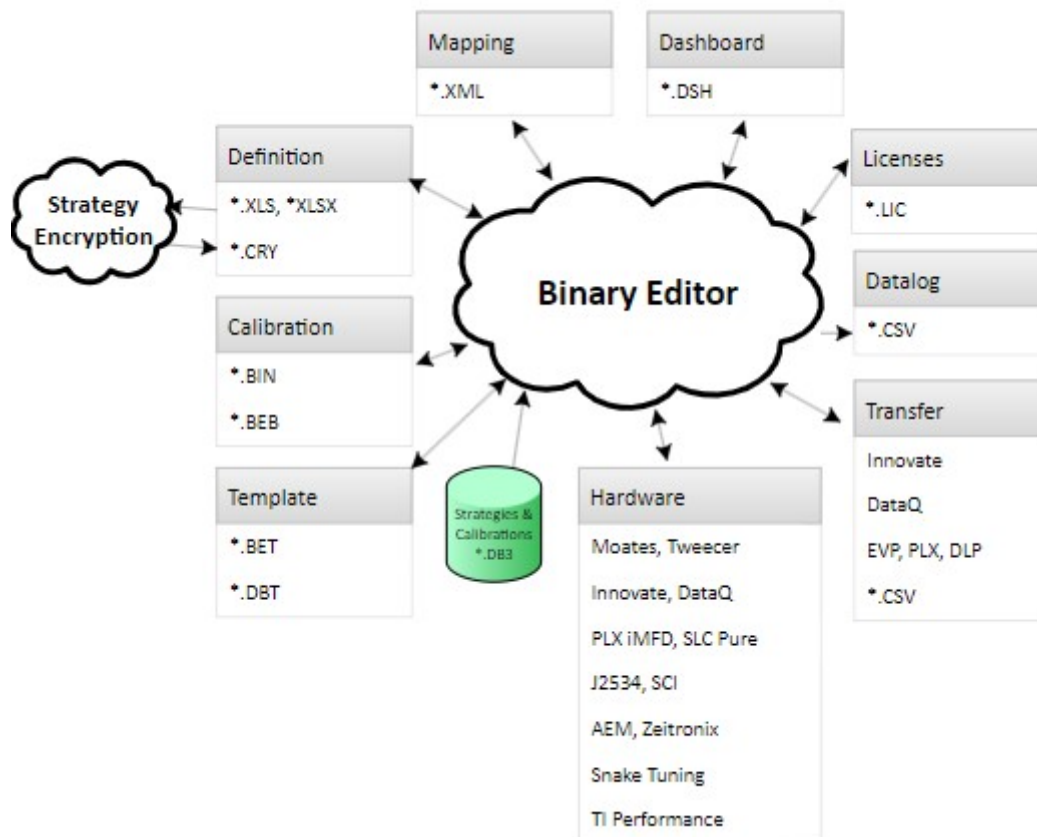 Mapping
*.XML
Dashboard
*.DSH
Definition
*.XLS, *XLSX
*.CRY
Strategy
Encryption
Licenses
*.LIC
Binary Editor
Datalog
*.CSV
Calibration
*.BIN
*.BEB
Transfer
Innovate
DataQ
EVP, PLX, DLP
*.CSV
Template
*.BET
*.DBT
Strategies &
Calibrations
*.DB3
Hardware
Moates, Tweecer
Innovate, DataQ
PLX iMFD, SLC Pure
J2534, SCI
AEM, Zeitronix
Snake Tuning
TI Performance